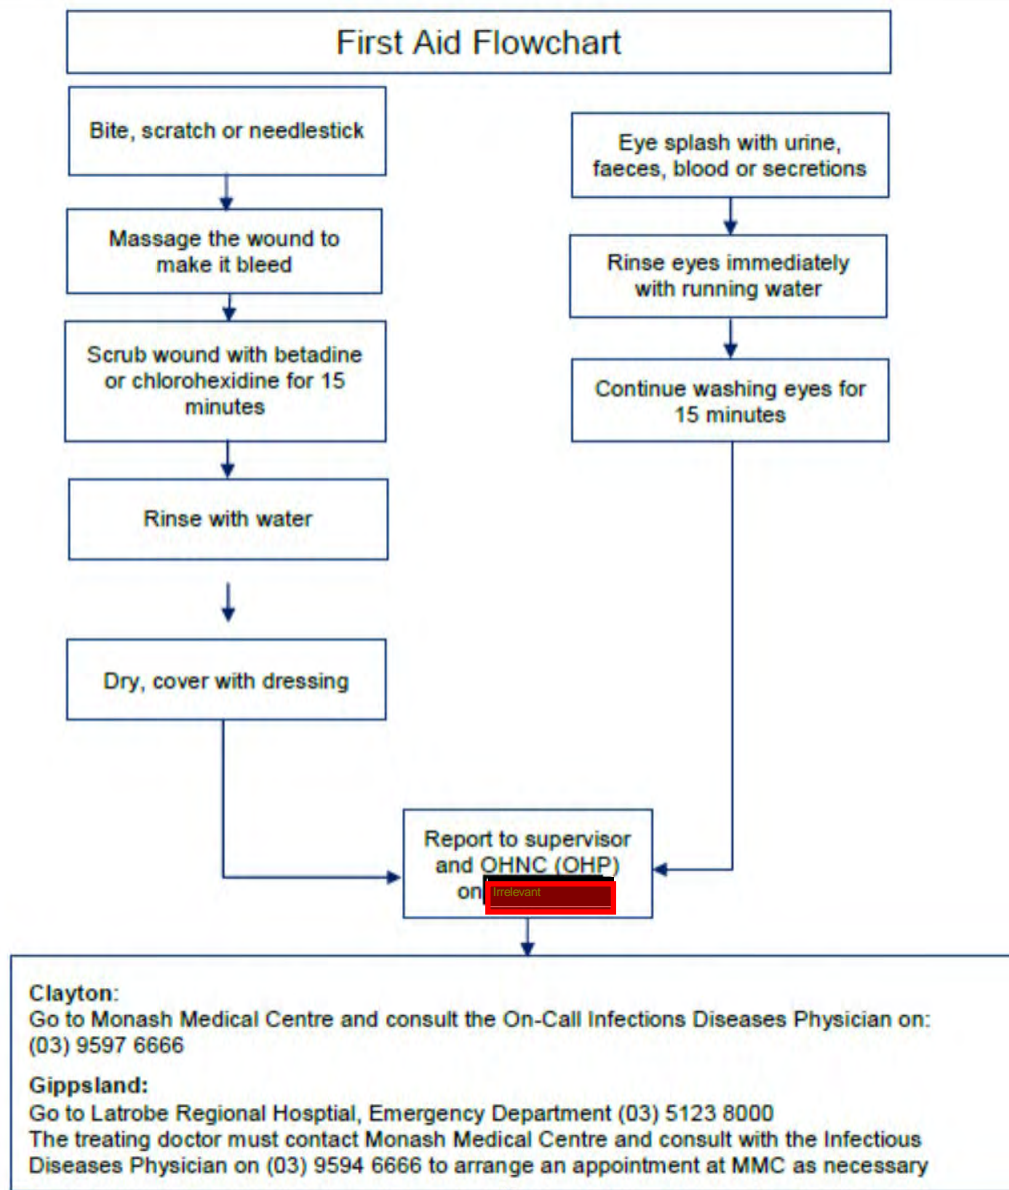 First Aid Flowchart
Bite, scratch or needlestick
Massage the wound to
make it bleed
Scrub wound with betadine
or chlorohexidine for 15
minutes
Rinse with water
Dry, cover with dressing
Eye splash with urine,
faeces, blood or secretions
Rinse eyes immediately
with running water
Continue washing eyes for
15 minutes
Report to supervisor
and OHNC (OHP)
on Irrelevant
Clayton:
Go to Monash Medical Centre and consult the On-Call Infections Diseases Physician on:
(03) 9597 6666
Gippsland:
Go to Latrobe Regional Hosptial, Emergency Department (03) 5123 8000
The treating doctor must contact Monash Medical Centre and consult with the Infectious
Diseases Physician on (03) 9594 6666 to arrange an appointment at MMC as necessary